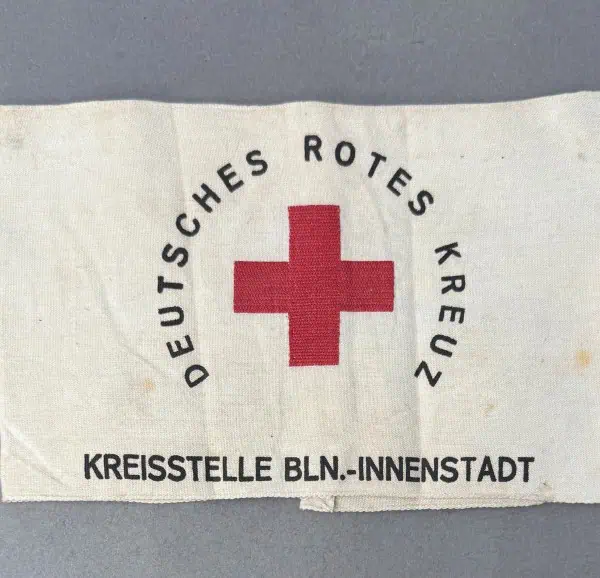 DEUTSCHES ROTES KREUZ
KREISSTELLE BLN.-INNENSTADT